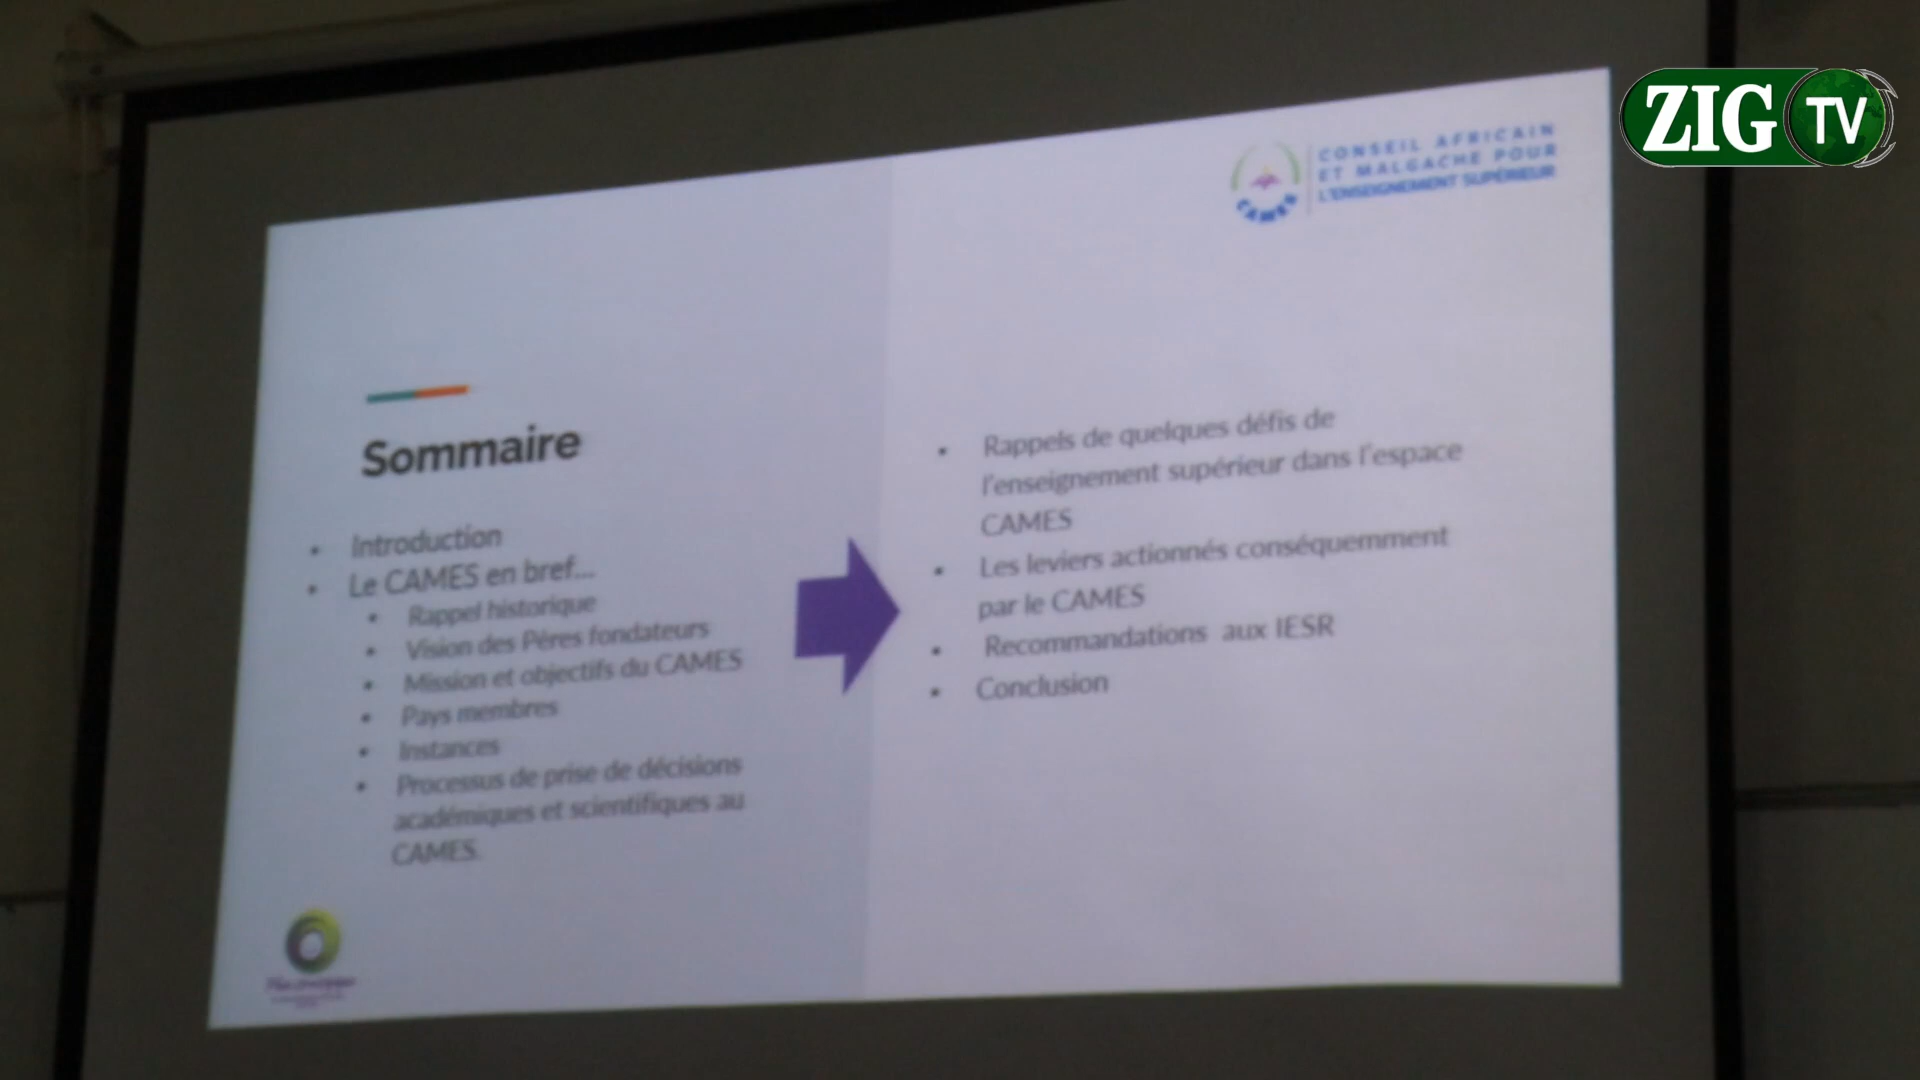 ZIG TV
CONSEIL AFRICAIN
ET MALGACHE POUR
L'ENSEIGNEMENT SUPÉRIEUR
CAMES
Sommaire
• Introduction
• Le CAMES en bref...
• Rappel historique
• Vision des Pères fondateurs
• Mission et objectifs du CAMES
• Pays membres
• Instances
• Processus de prise de décisions
académiques et scientifiques au
CAMES.
• Rappels de quelques défis de
l'enseignement supérieur dans l'espace
CAMES
• Les leviers actionnés conséquemment
par le CAMES
• Recommandations aux IESR
• Conclusion